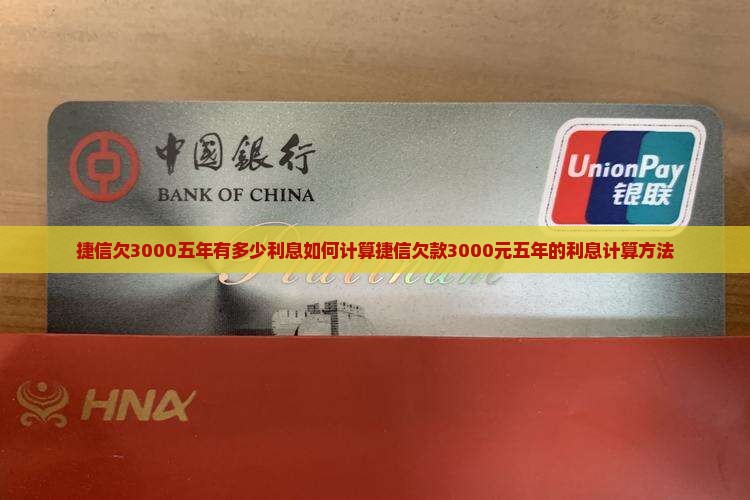 中國銀行
BANK OF CHINA
UnionPay
银联
捷信欠3000五年有多少利息如何计算捷信欠款3000元五年的利息计算方法
Platinum
HNA